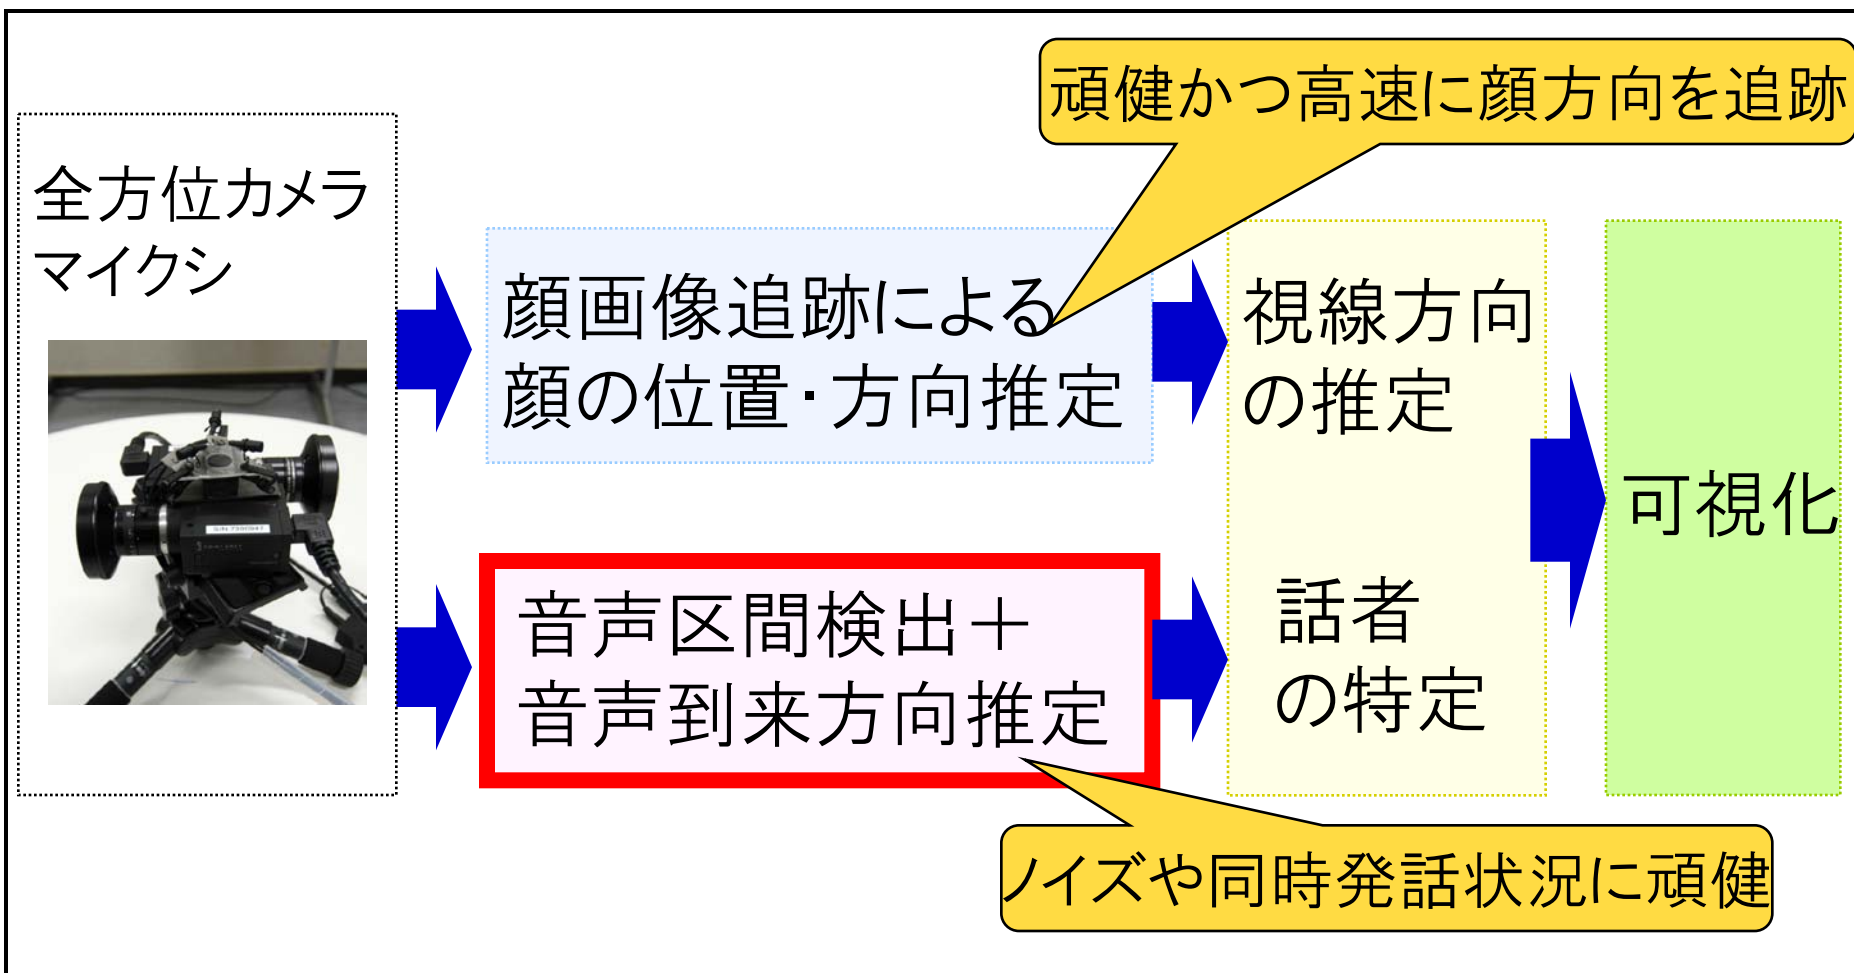 頑健かつ高速に顔方向を追跡
全方位カメラ
マイクシ
顔画像追跡による
顔の位置・方向推定
視線方向
の推定
可視化
音声区間検出＋
音声到来方向推定
話者
の特定
ノイズや同時発話状況に頑健